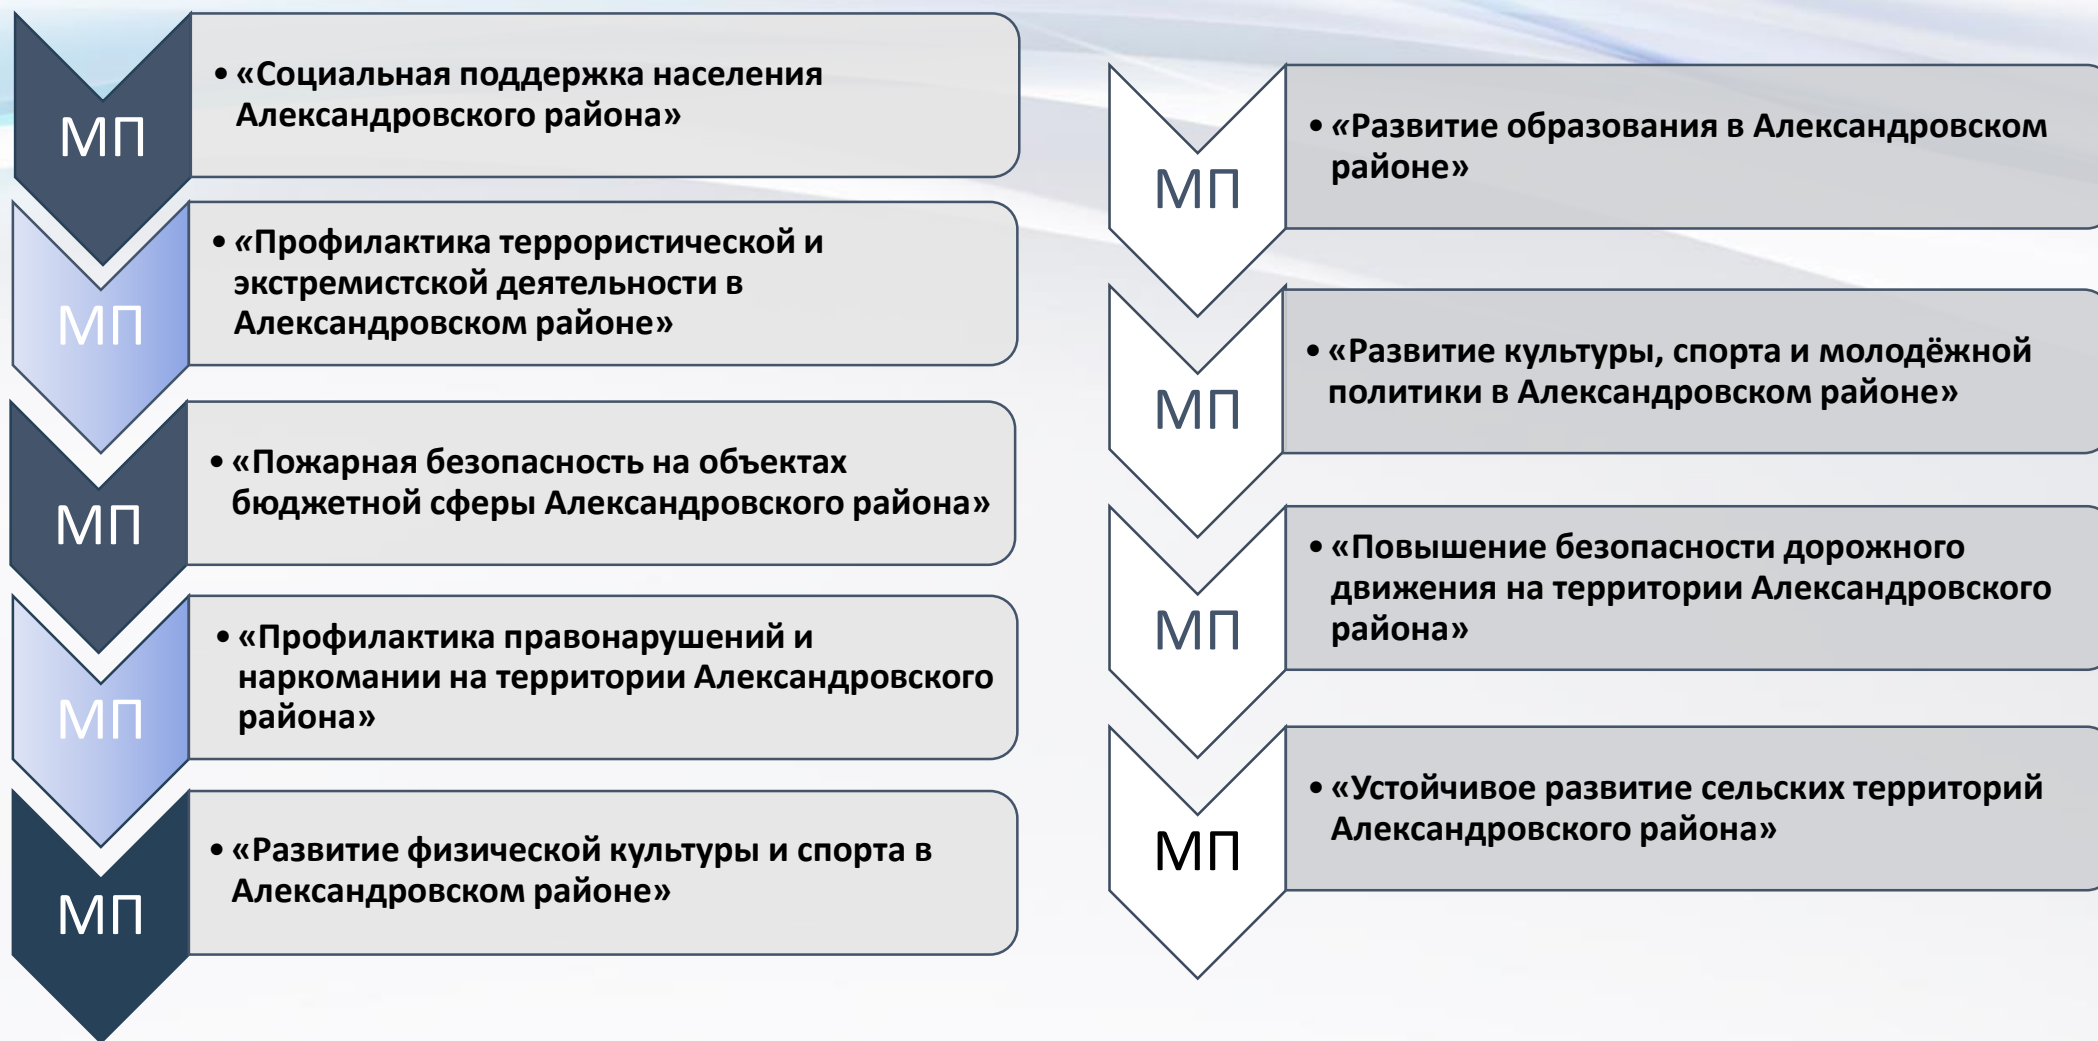 МП
• «Социальная поддержка населения
Александровского района»
МП
• «Профилактика террористической и
экстремистской деятельности в
Александровском районе»
МП
• «Пожарная безопасность на объектах
бюджетной сферы Александровского района»
МП
• «Профилактика правонарушений и
наркомании на территории Александровского
района»
МП
• «Развитие физической культуры и спорта в
Александровском районе»
МП
• «Развитие образования в Александровском
районе»
МП
• «Развитие культуры, спорта и молодёжной
политики в Александровском районе»
МП
• «Повышение безопасности дорожного
движения на территории Александровского
района»
МП
• «Устойчивое развитие сельских территорий
Александровского района»